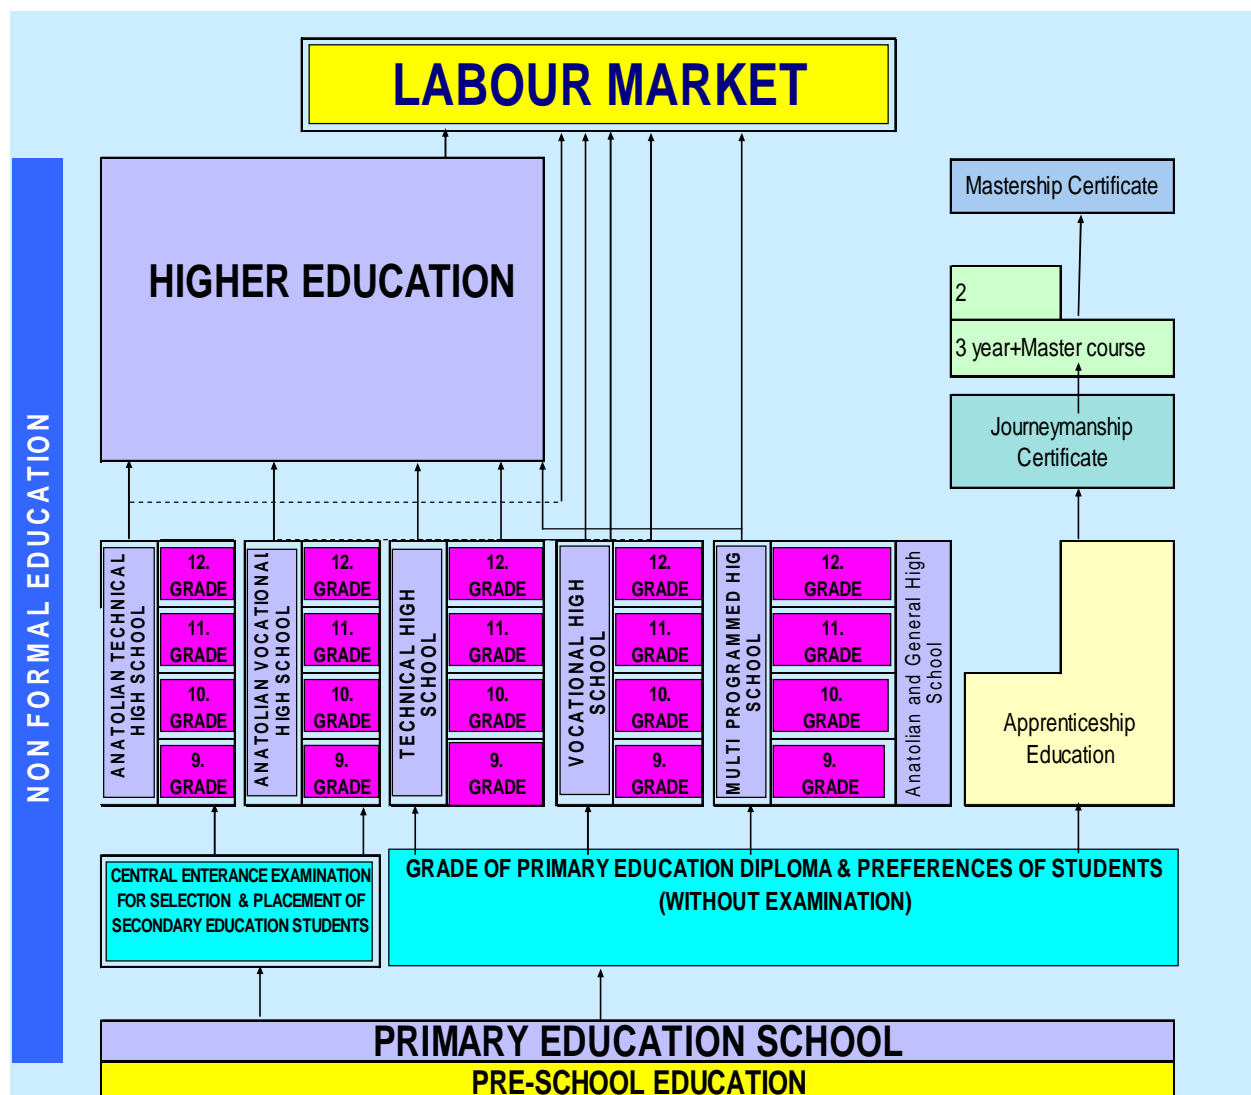 LABOUR MARKET
NON FORMAL EDUCATION
HIGHER EDUCATION
Mastership Certificate
2
3 year+Master course
Journeymanship
Certificate
ANATOLIAN TECHNICAL
HIGH SCHOOL
12.
GRADE
11.
GRADE
10.
GRADE
9.
GRADE
ANATOLIAN VOCATIONAL
HIGH SCHOOL
12.
GRADE
11.
GRADE
10.
GRADE
9.
GRADE
TECHNICAL HIGH
SCHOOL
12.
GRADE
11.
GRADE
10.
GRADE
9.
GRADE
VOCATIONAL HIGH
SCHOOL
12.
GRADE
11.
GRADE
10.
GRADE
9.
GRADE
MULTI PROGRAMMED HIG
SCHOOL
12.
GRADE
11.
GRADE
10.
GRADE
9.
GRADE
Anatolian and General High
School
Apprenticeship
Education
CENTRAL ENTERANCE EXAMINATION
FOR SELECTION & PLACEMENT OF
SECONDARY EDUCATION STUDENTS
GRADE OF PRIMARY EDUCATION DIPLOMA & PREFERENCES OF STUDENTS
(WITHOUT EXAMINATION)
PRIMARY EDUCATION SCHOOL
PRE-SCHOOL EDUCATION